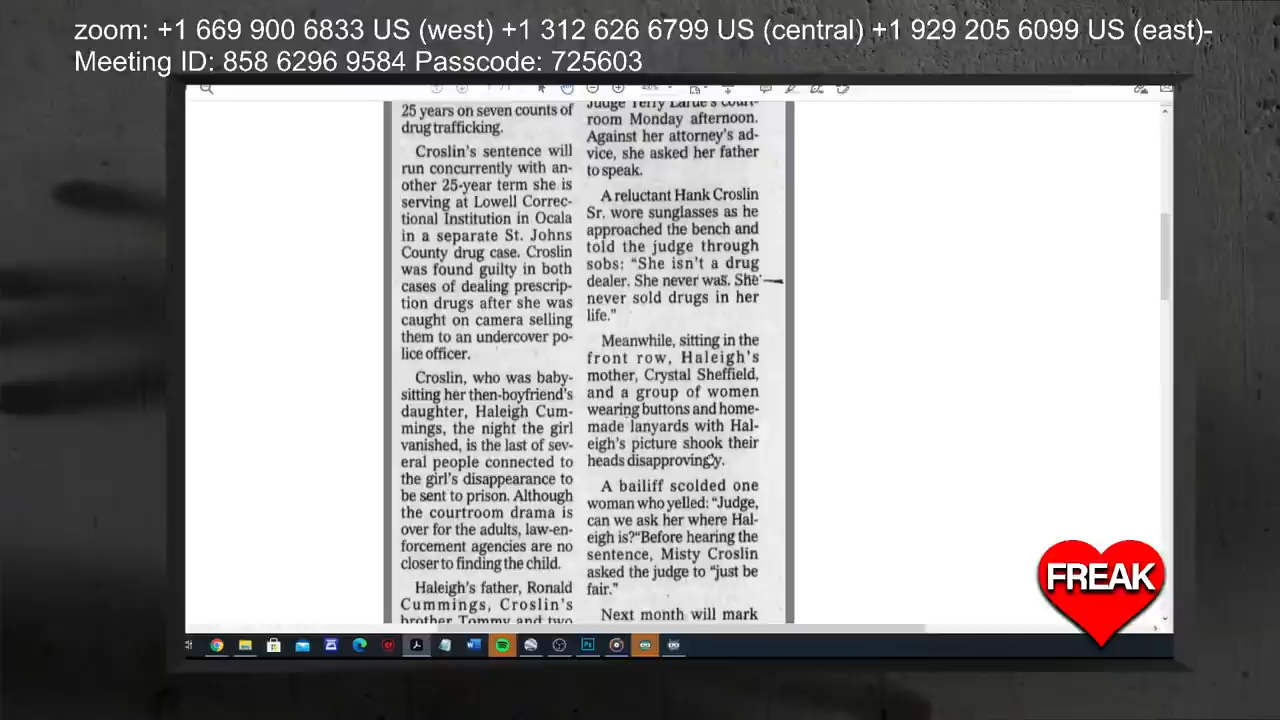 zoom: +1 669 900 6833 US (west) +1 312 626 6799 US (central) +1 929 205 6099 US (east)-
Meeting ID: 858 6296 9584 Passcode: 725603
25 years on seven counts of
drug trafficking.
Croslin's sentence will
run concurrently with an-
other 25-year term she is
serving at Lowell Correc-
tional Institution in Ocala
in a separate St. Johns
County drug case. Croslin
was found guilty in both
cases of dealing prescrip-
tion drugs after she was
caught on camera selling
them to an undercover po-
lice officer.
Croslin, who was baby-
sitting her then-boyfriend's
daughter, Haleigh Cum-
mings, the night the girl
vanished, is the last of sev-
eral people connected to
the girl's disappearance to
be sent to prison. Although
the courtroom drama is
over for the adults, law-en-
forcement agencies are no
closer to finding the child.
Haleigh's father, Ronald
Cummings, Croslin's
brother Tommy and two
Judge Terry LaRue's court-
room Monday afternoon.
Against her attorney's ad-
vice, she asked her father
to speak.
A reluctant Hank Croslin
Sr. wore sunglasses as he
approached the bench and
told the judge through
sobs: “She isn't a drug
dealer. She never was. She
never sold drugs in her
life.”
Meanwhile, sitting in the
front row, Haleigh's
mother, Crystal Sheffield,
and a group of women
wearing buttons and home-
made lanyards with Hal-
eigh's picture shook their
heads disapprovingly.
A bailiff scolded one
woman who yelled: “Judge,
can we ask her where Hal-
eigh is?“Before hearing the
sentence, Misty Croslin
asked the judge to “just be
fair.”
Next month will mark
FREAK